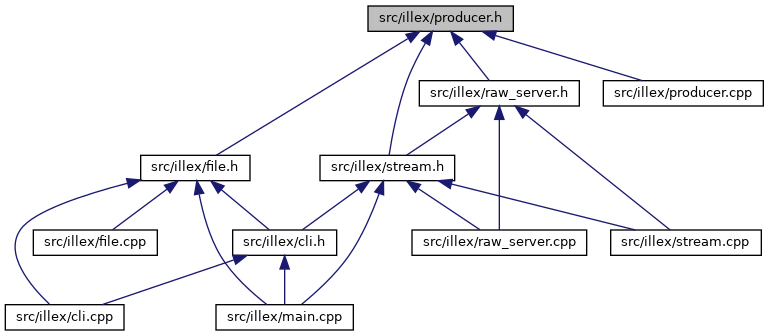 src/illex/producer.h
src/illex/raw_server.h
src/illex/producer.cpp
src/illex/file.h
src/illex/stream.h
src/illex/file.cpp
src/illex/cli.h
src/illex/raw_server.cpp
src/illex/stream.cpp
src/illex/cli.cpp
src/illex/main.cpp